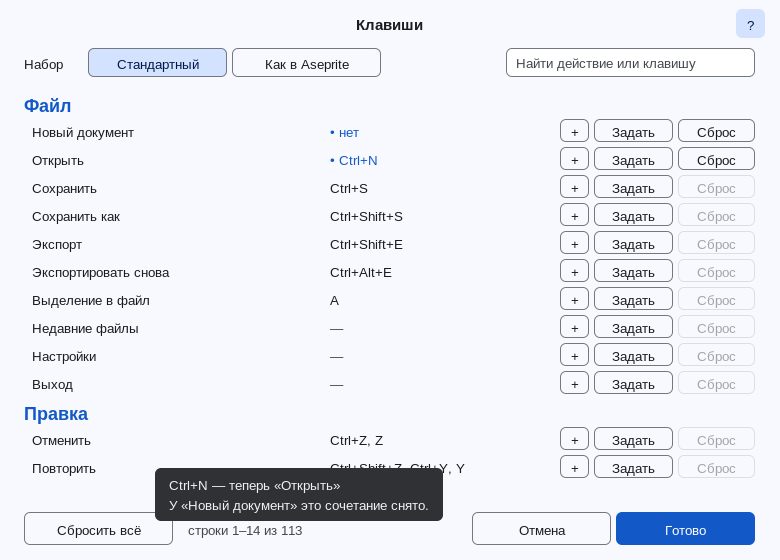 Клавиши
?
Набор Стандартный Как в Aseprite Найти действие или клавишу
Файл
Новый документ • нет + Задать Сброс
Открыть • Ctrl+N + Задать Сброс
Сохранить Ctrl+S + Задать Сброс
Сохранить как Ctrl+Shift+S + Задать Сброс
Экспорт Ctrl+Shift+E + Задать Сброс
Экспортировать снова Ctrl+Alt+E + Задать Сброс
Выделение в файл A + Задать Сброс
Недавние файлы — + Задать Сброс
Настройки — + Задать Сброс
Выход — + Задать Сброс
Правка
Отменить Ctrl+Z, Z + Задать Сброс
Повторить Ctrl+Shift+Z, Ctrl+Y, Y + Задать Сброс
Ctrl+N — теперь «Открыть»
У «Новый документ» это сочетание снято.
Сбросить всё строки 1–14 из 113 Отмена Готово